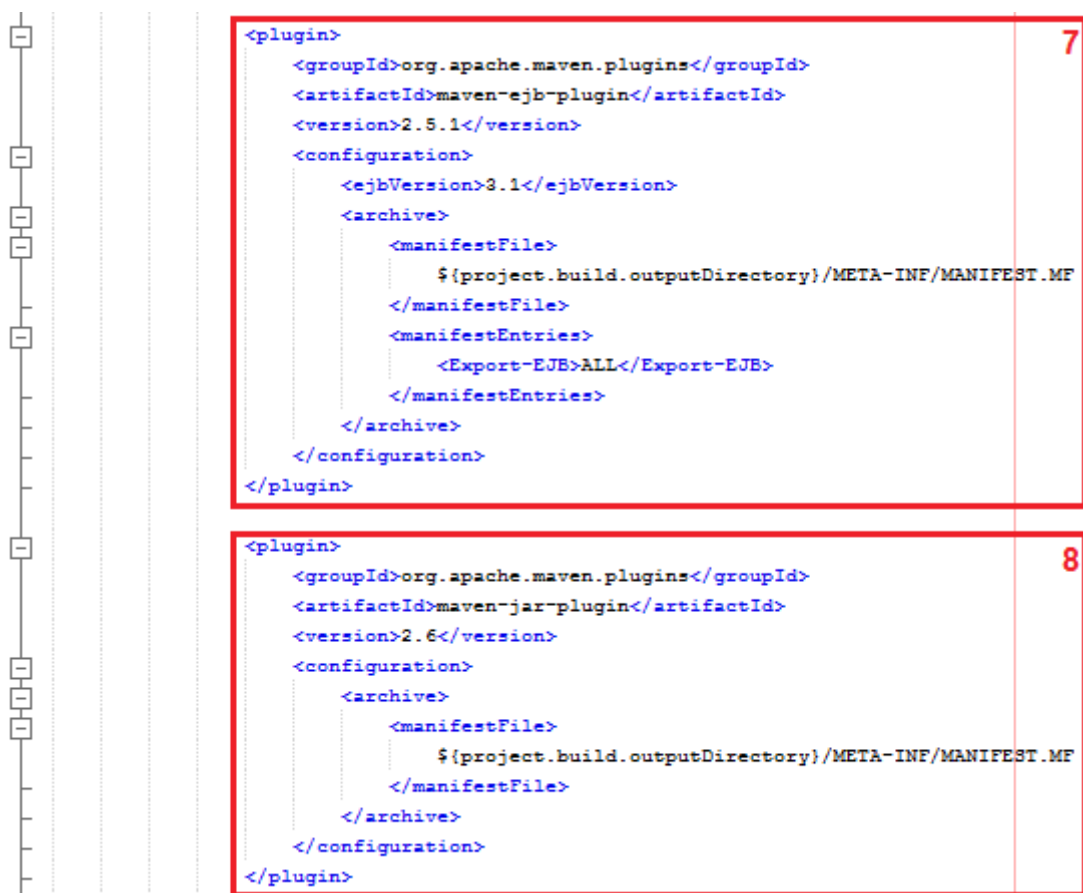 <plugin>
7
<groupId>org.apache.maven.plugins</groupId>
<artifactId>maven-ejb-plugin</artifactId>
<version>2.5.1</version>
<configuration>
<ejbVersion>3.1</ejbVersion>
<archive>
<manifestFile>
${project.build.outputDirectory}/META-INF/MANIFEST.MF
</manifestFile>
<manifestEntries>
<Export-EJB>ALL</Export-EJB>
</manifestEntries>
</archive>
</configuration>
</plugin>
<plugin>
8
<groupId>org.apache.maven.plugins</groupId>
<artifactId>maven-jar-plugin</artifactId>
<version>2.6</version>
<configuration>
<archive>
<manifestFile>
${project.build.outputDirectory}/META-INF/MANIFEST.MF
</manifestFile>
</archive>
</configuration>
</plugin>